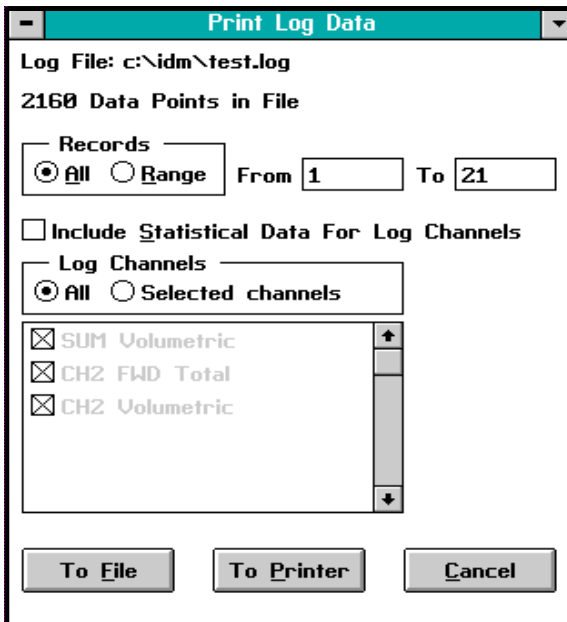 Print Log Data
Log File: c:\idm\test.log
2160 Data Points in File
Records
All Range From 1 To 21
Include Statistical Data For Log Channels
Log Channels
All Selected channels
SUM Volumetric
CH2 FWD Total
CH2 Volumetric
To File To Printer Cancel